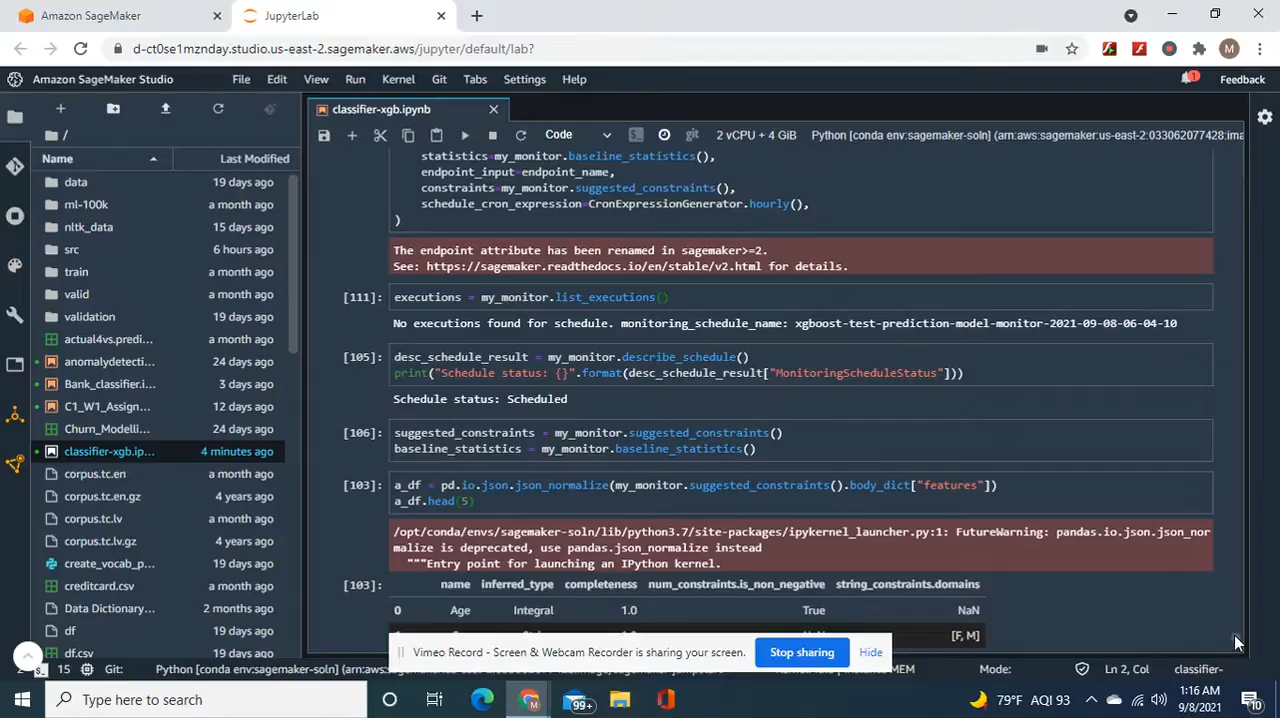 Amazon SageMaker
JupyterLab
d-ct0se1mznday.studio.us-east-2.sagemaker.aws/jupyter/default/lab?
M
Amazon SageMaker Studio File Edit View Run Kernel Git Tabs Settings Help 1 Feedback
classifier-xgb.ipynb
Code git 2 vCPU + 4 GiB Python [conda env:sagemaker-soln] (arn:aws:sagemaker:us-east-2:033062077428:ima
/
Name Last Modified
data 19 days ago
ml-100k a month ago
nltk_data 15 days ago
src 6 hours ago
train a month ago
valid a month ago
validation 19 days ago
actual4vs.predi... a month ago
anomalydetecti... 24 days ago
Bank_classifier.i... 3 days ago
C1_W1_Assign... 12 days ago
Churn_Modelli... 24 days ago
classifier-xgb.ip... 4 minutes ago
corpus.tc.en a month ago
corpus.tc.en.gz 4 years ago
corpus.tc.lv a month ago
corpus.tc.lv.gz 4 years ago
create_vocab_p... a month ago
creditcard.csv a month ago
Data Dictionary... 2 months ago
df 19 days ago
df.csv 19 days ago
statistics=my_monitor.baseline_statistics(),
endpoint_input=endpoint_name,
constraints=my_monitor.suggested_constraints(),
schedule_cron_expression=CronExpressionGenerator.hourly(),
)
The endpoint attribute has been renamed in sagemaker>=2.
See: https://sagemaker.readthedocs.io/en/stable/v2.html for details.
[111]: executions = my_monitor.list_executions()
No executions found for schedule. monitoring_schedule_name: xgboost-test-prediction-model-monitor-2021-09-08-06-04-10
[105]: desc_schedule_result = my_monitor.describe_schedule()
print("Schedule status: {}".format(desc_schedule_result["MonitoringScheduleStatus"]))
Schedule status: Scheduled
[106]: suggested_constraints = my_monitor.suggested_constraints()
baseline_statistics = my_monitor.baseline_statistics()
[103]: a_df = pd.io.json.json_normalize(my_monitor.suggested_constraints().body_dict["features"])
a_df.head(5)
/opt/conda/envs/sagemaker-soln/lib/python3.7/site-packages/ipykernel_launcher.py:1: FutureWarning: pandas.io.json.json_nor
malize is deprecated, use pandas.json_normalize instead
"""Entry point for launching an IPython kernel.
[103]: name inferred_type completeness num_constraints.is_non_negative string_constraints.domains
0 Age Integral 1.0 True NaN
[F, M]
Vimeo Record - Screen & Webcam Recorder is sharing your screen. Stop sharing Hide
15 Git: Python [conda env:sagemaker-soln] (arn:aws: MEM Mode: Ln 2, Col classifier-
Type here to search 99+ 79°F AQI 93 1:16 AM
9/8/2021 10